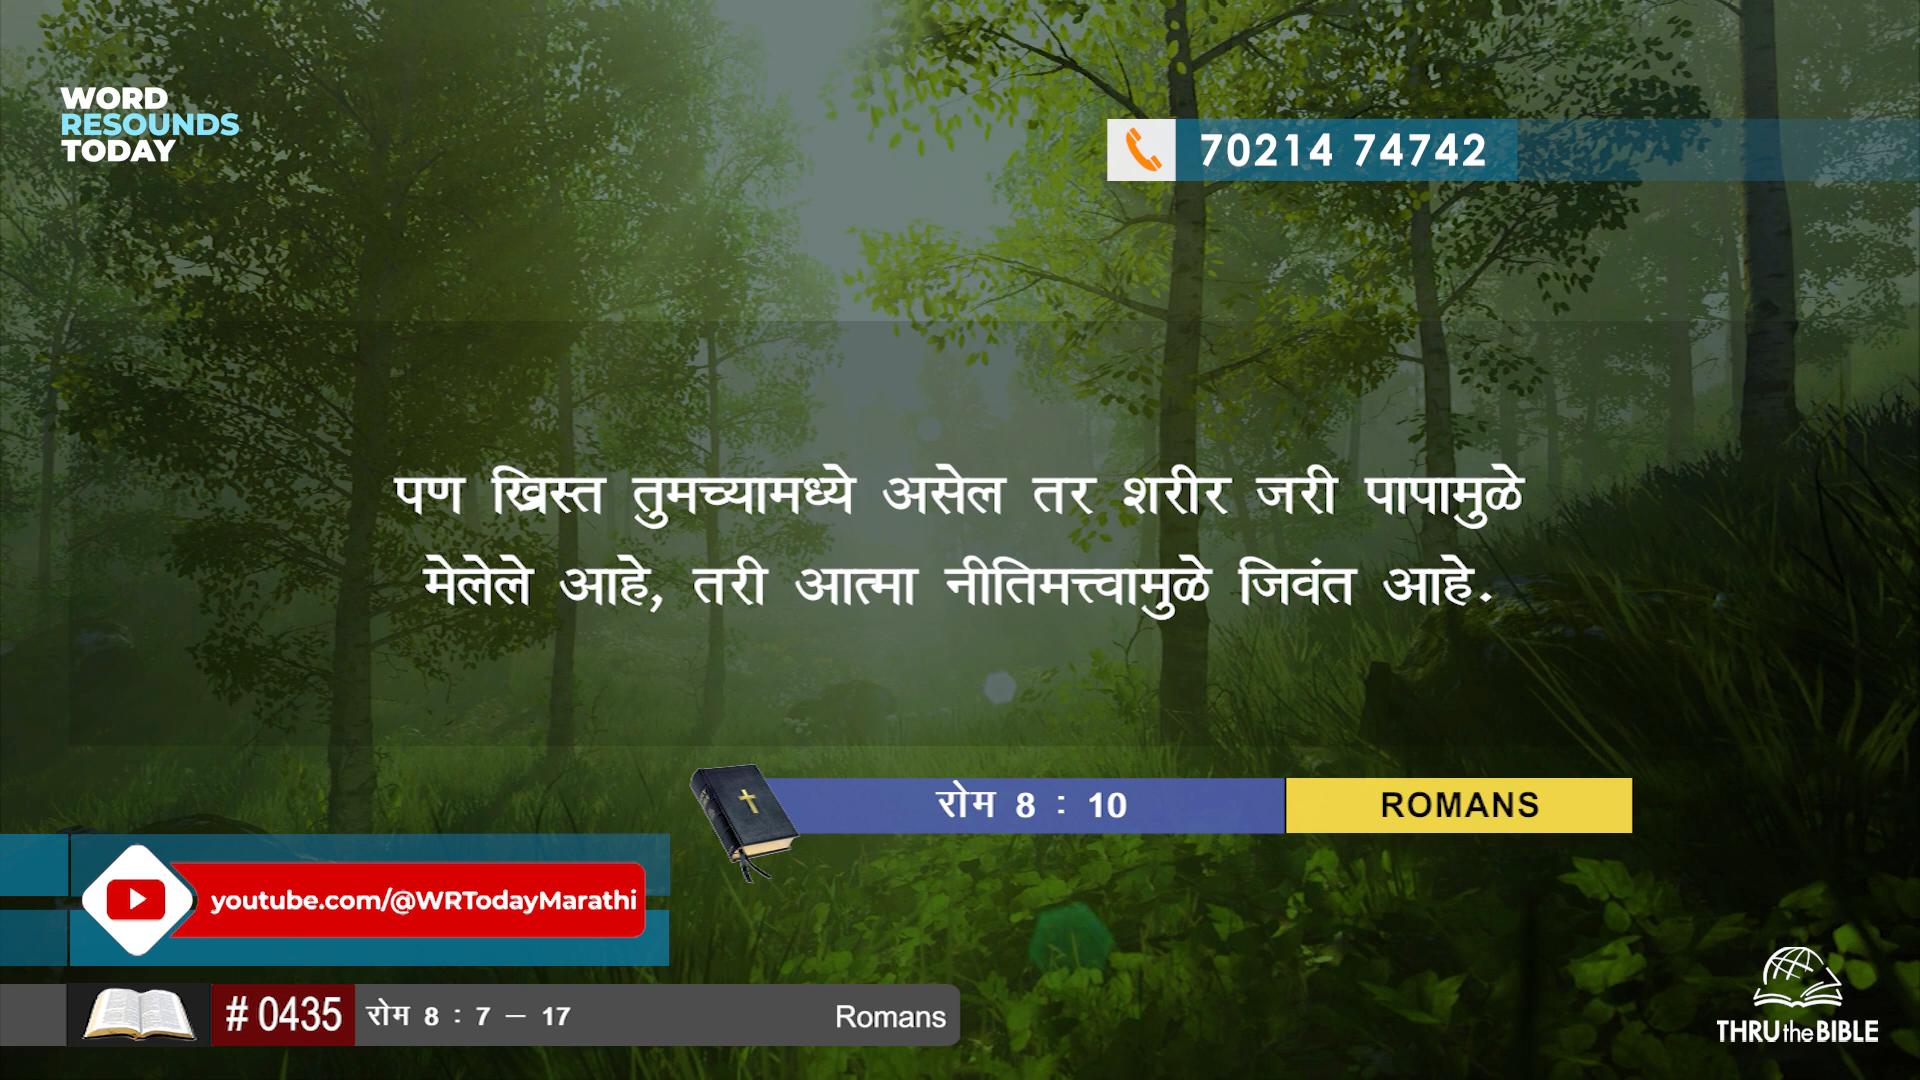 WORD
RESOUNDS
TODAY
70214 74742
पण ख्रिस्त तुमच्यामध्ये असेल तर शरीर जरी पापामुळे
मेलेले आहे, तरी आत्मा नीतिमत्त्वामुळे जिवंत आहे.
रोम 8 : 10
ROMANS
youtube.com/@WRTodayMarathi
# 0435 रोम 8 : 7 – 17 Romans
THRU the BIBLE